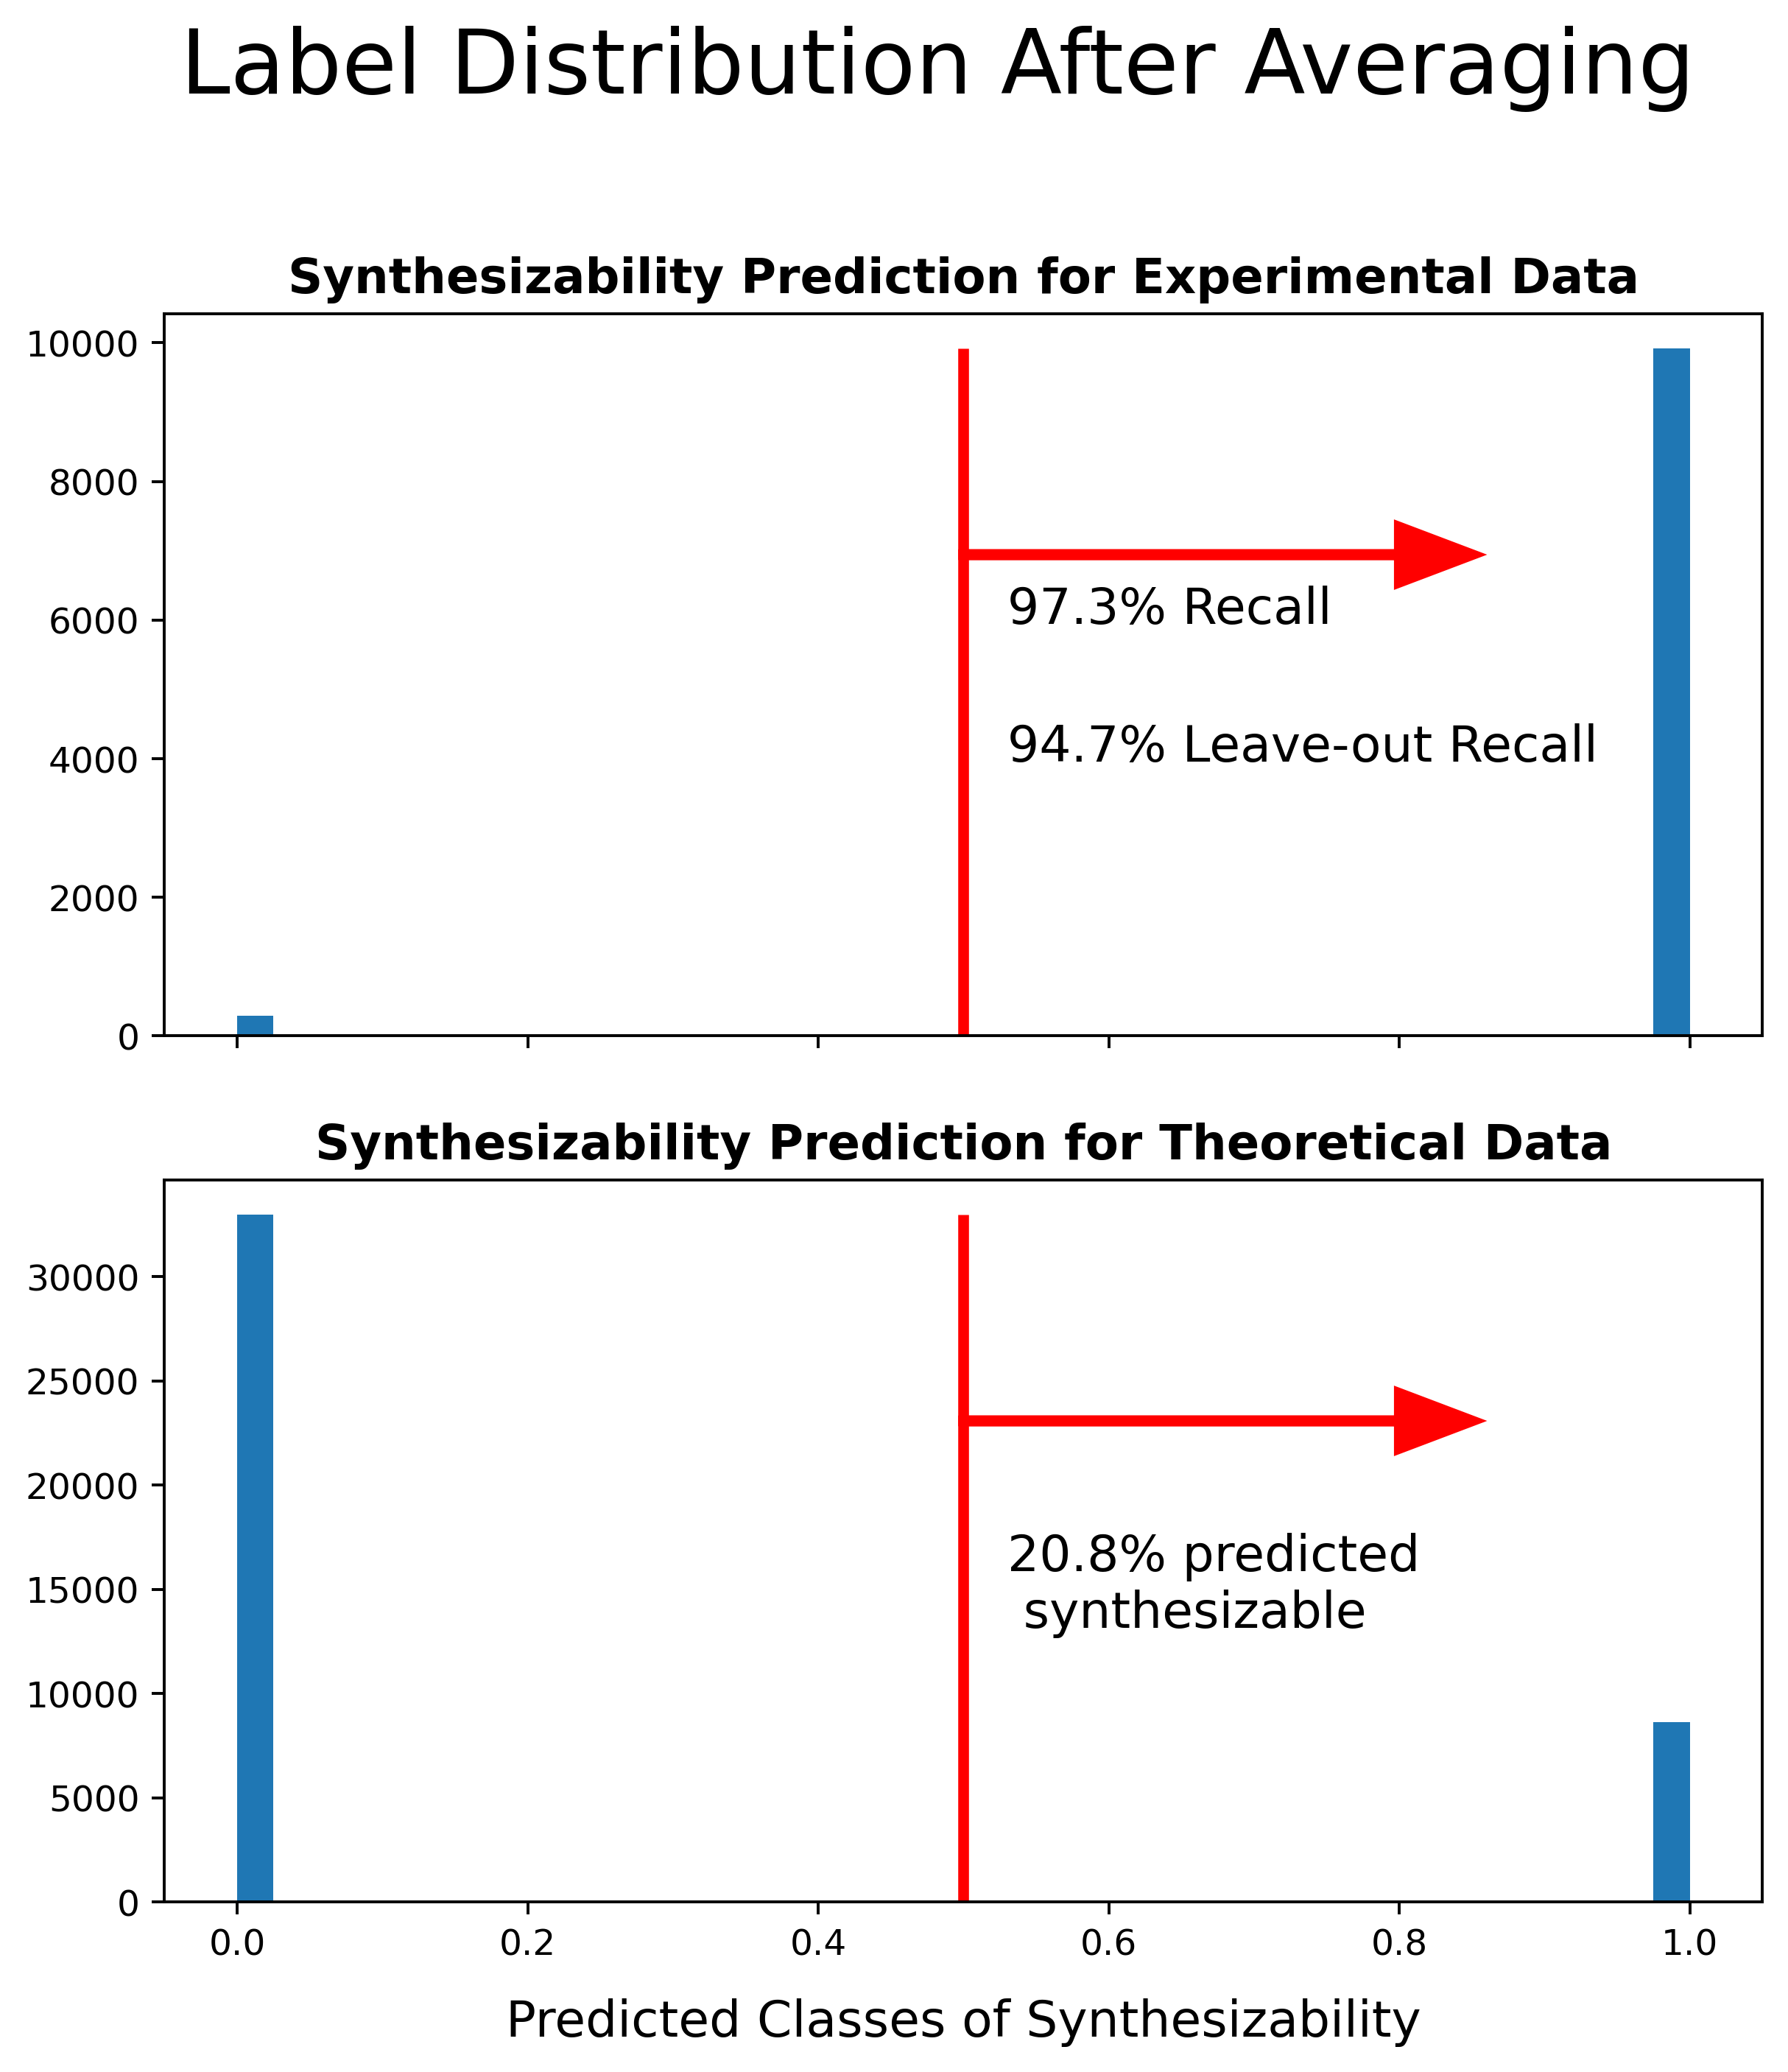 Label Distribution After Averaging
Synthesizability Prediction for Experimental Data
10000
8000
6000
4000
2000
0
97.3% Recall
94.7% Leave-out Recall
Synthesizability Prediction for Theoretical Data
30000
25000
20000
15000
10000
5000
0
20.8% predicted
synthesizable
0.0 0.2 0.4 0.6 0.8 1.0
Predicted Classes of Synthesizability